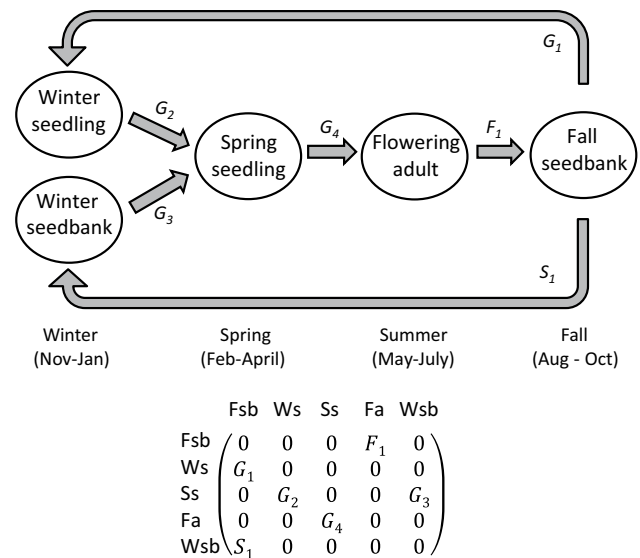 G1
Winter
seedling
G2
Spring
seedling
G4
Flowering
adult
F1
Fall
seedbank
Winter
seedbank
G3
S1
Winter
(Nov-Jan)
Spring
(Feb-April)
Summer
(May-July)
Fall
(Aug - Oct)
Fsb Ws Ss Fa Wsb
Fsb 0 0 0 F1 0
Ws G1 0 0 0 0
Ss 0 G2 0 0 G3
Fa 0 0 G4 0 0
Wsb S1 0 0 0 0